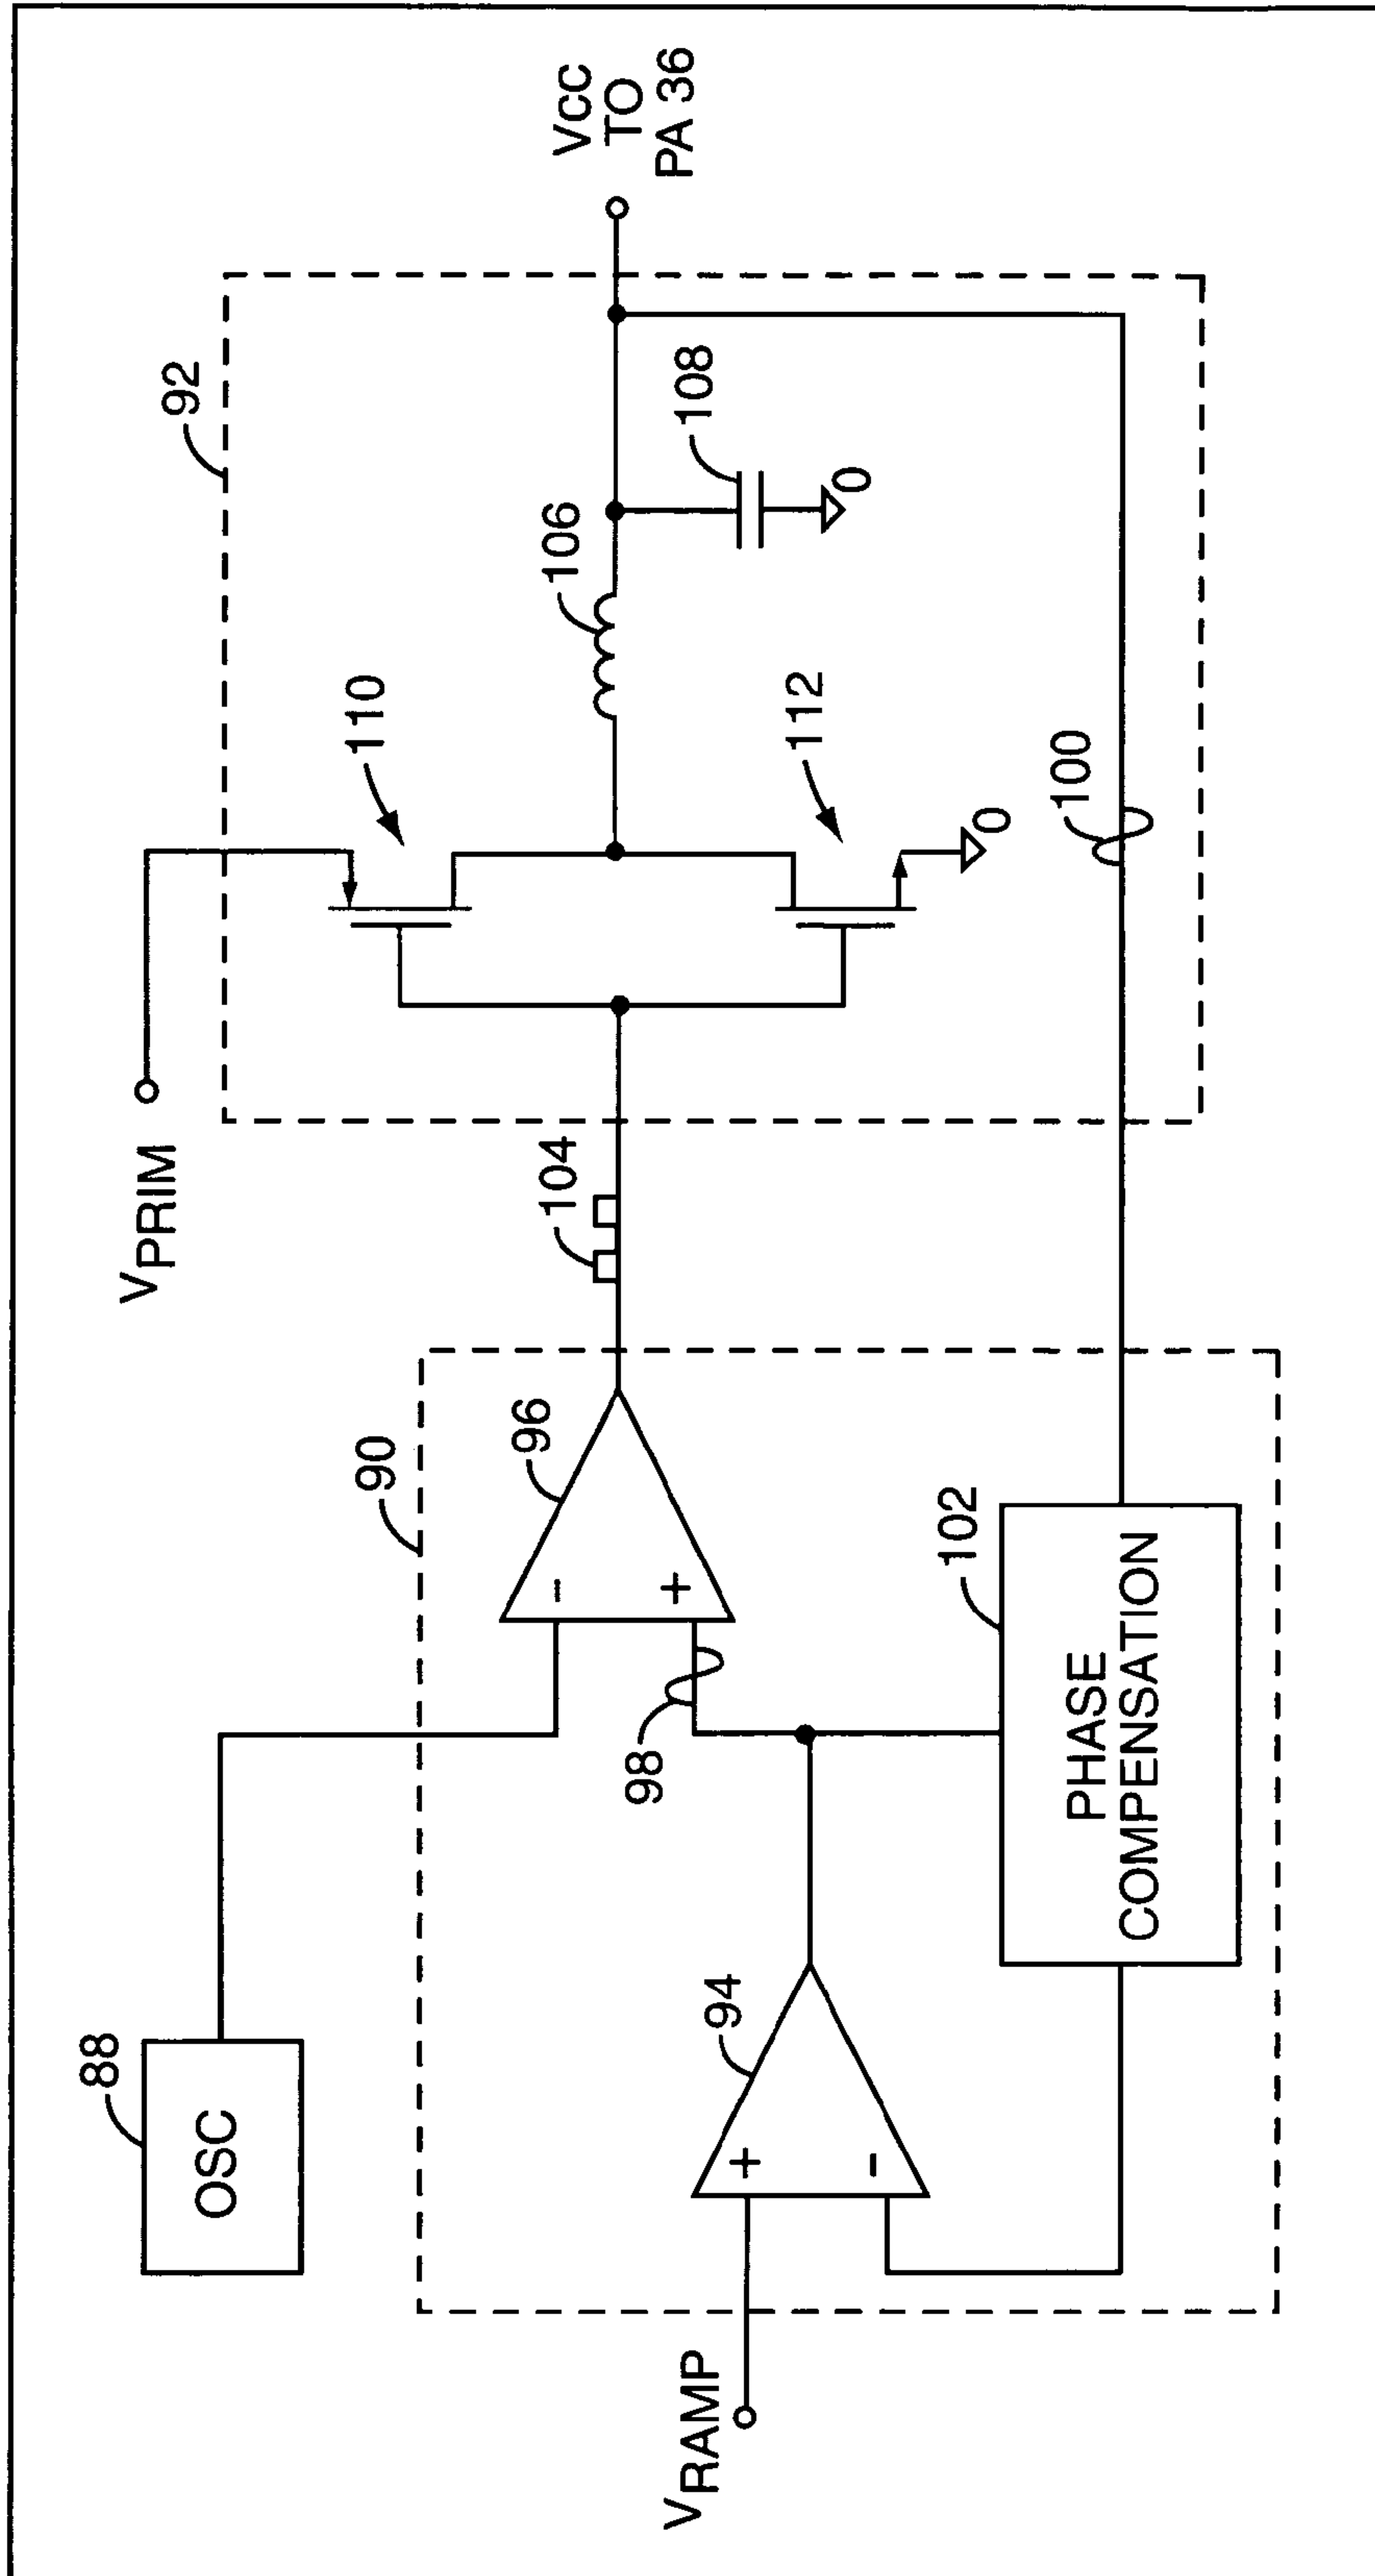 88
OSC
VPRIM
92
VCC
TO
PA 36
90
96
-
+
104
110
106
108
0
98
112
0
94
+
-
VRAMP
102
PHASE
COMPENSATION
100